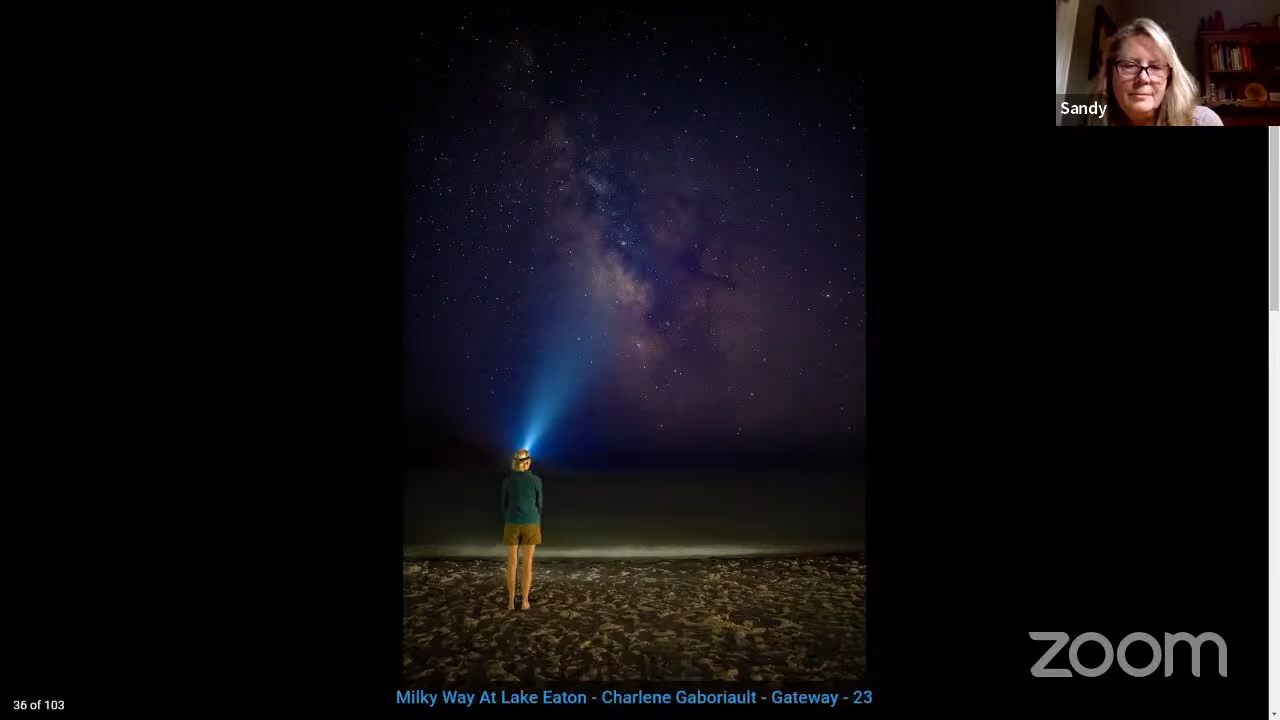 Sandy
zoom
Milky Way At Lake Eaton - Charlene Gaboriault - Gateway - 23
36 of 103